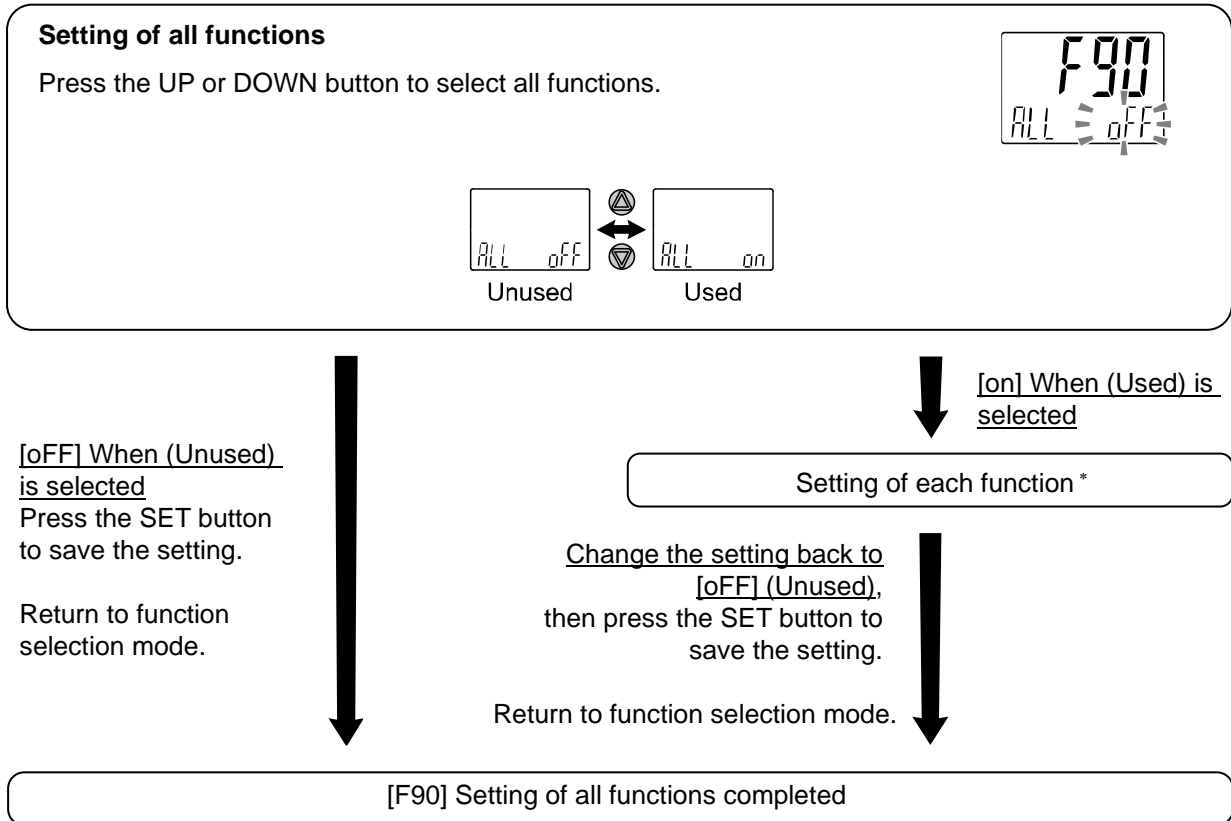 Setting of all functions
Press the UP or DOWN button to select all functions.
F90
ALL oFF
ALL oFF
ALL on
Unused
Used
[oFF] When (Unused)
is selected
Press the SET button
to save the setting.
Return to function
selection mode.
[on] When (Used) is
selected
Setting of each function *
Change the setting back to
[oFF] (Unused),
then press the SET button to
save the setting.
Return to function selection mode.
[F90] Setting of all functions completed